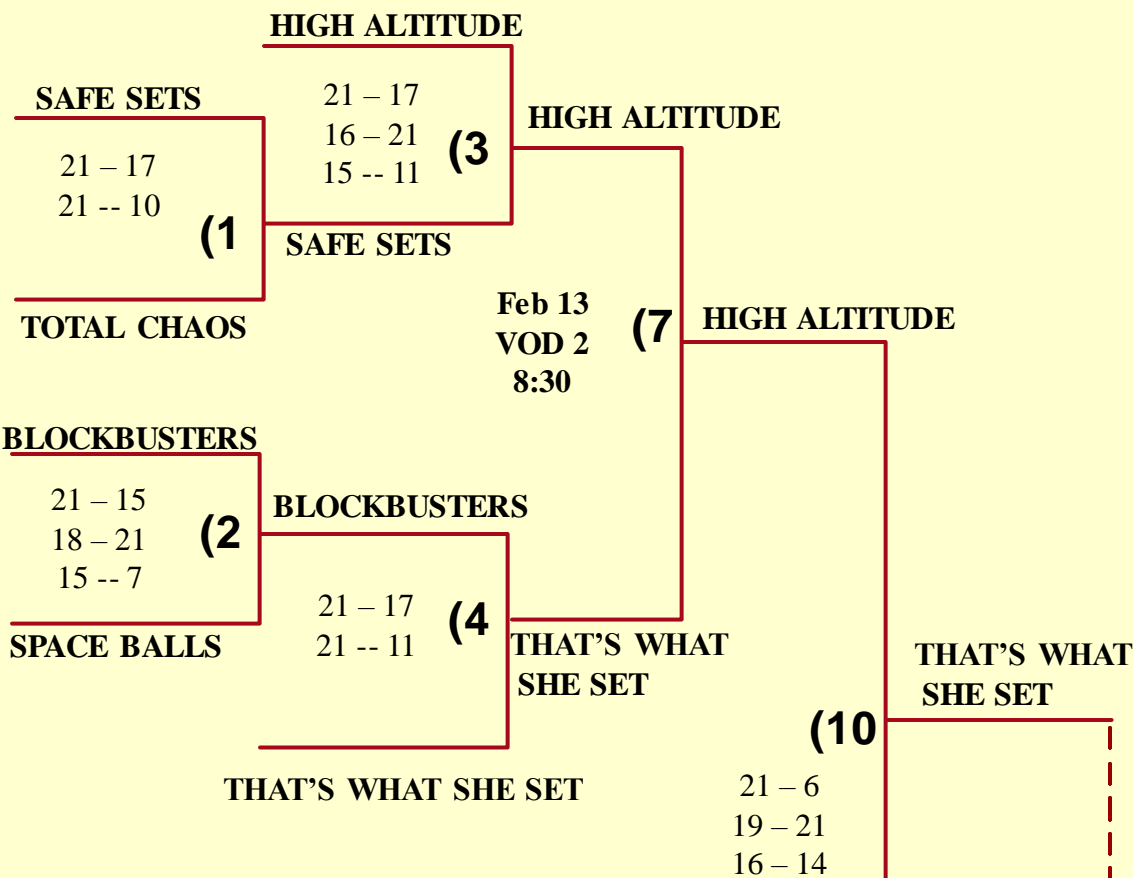 HIGH ALTITUDE
SAFE SETS
21 – 17
16 – 21
15 -- 11
(3
HIGH ALTITUDE
21 – 17
21 -- 10
(1
SAFE SETS
TOTAL CHAOS
Feb 13
VOD 2
8:30
(7
HIGH ALTITUDE
BLOCKBUSTERS
21 – 15
18 – 21
15 -- 7
(2
BLOCKBUSTERS
SPACE BALLS
21 – 17
21 -- 11
(4
THAT'S WHAT
SHE SET
THAT'S WHAT SHE SET
THAT'S WHAT
SHE SET
(10
21 – 6
19 – 21
16 – 14